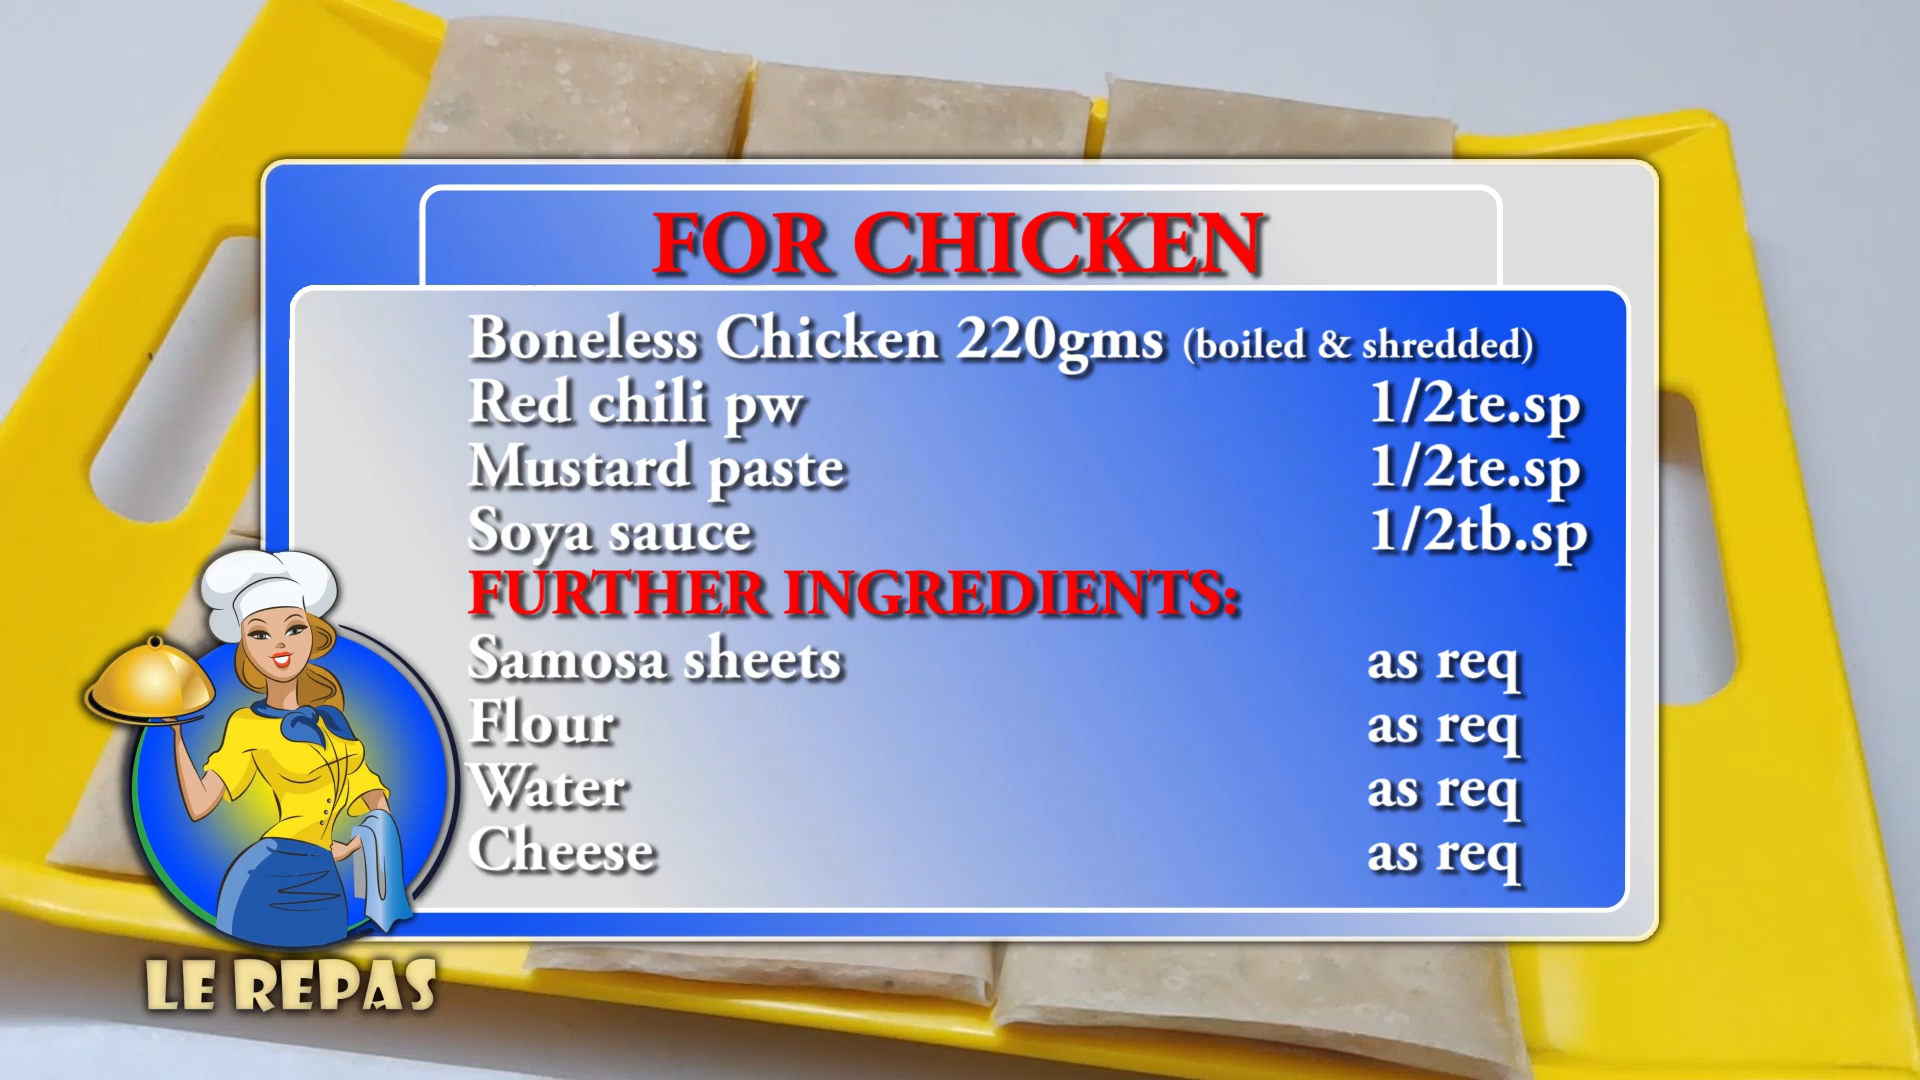 FOR CHICKEN
Boneless Chicken 220gms (boiled & shredded)
Red chili pw 1/2te.sp
Mustard paste 1/2te.sp
Soya sauce 1/2tb.sp
FURTHER INGREDIENTS:
Samosa sheets as req
Flour as req
Water as req
Cheese as req
LE REPAS